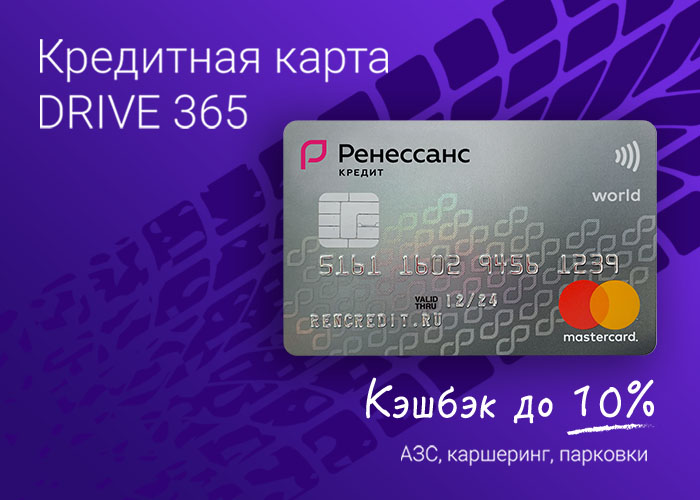 Кредитная карта
DRIVE 365
Ренессанс
КРЕДИТ
world
5161 1602 9456 1239
VALID
THRU 12/24
RENCREDIT.RU
mastercard.
Кэшбэк до 10%
АЗС, каршеринг, парковки